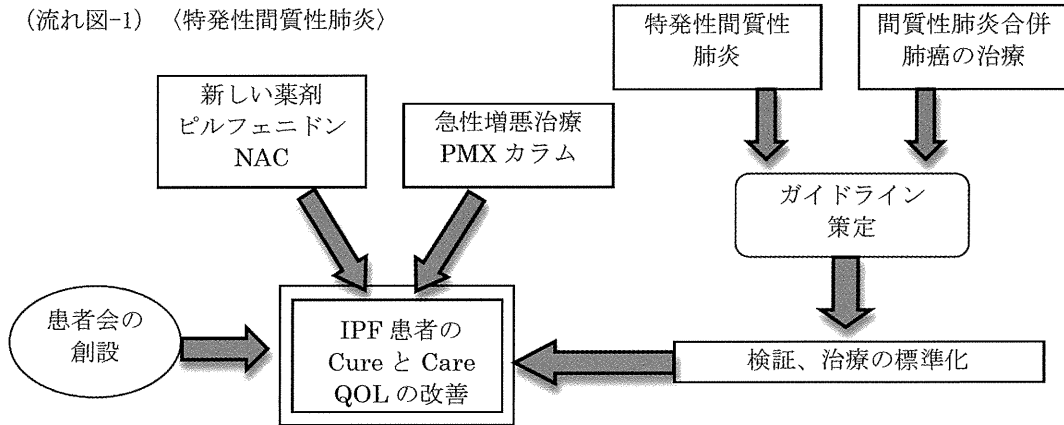 （流れ図-1）〈特発性間質性肺炎〉
特発性間質性
肺炎
間質性肺炎合併
肺癌の治療
新しい薬剤
ピルフェニドン
NAC
急性増悪治療
PMX カラム
ガイドライン
策定
患者会の
創設
IPF 患者の
Cure と Care
QOL の改善
検証、治療の標準化